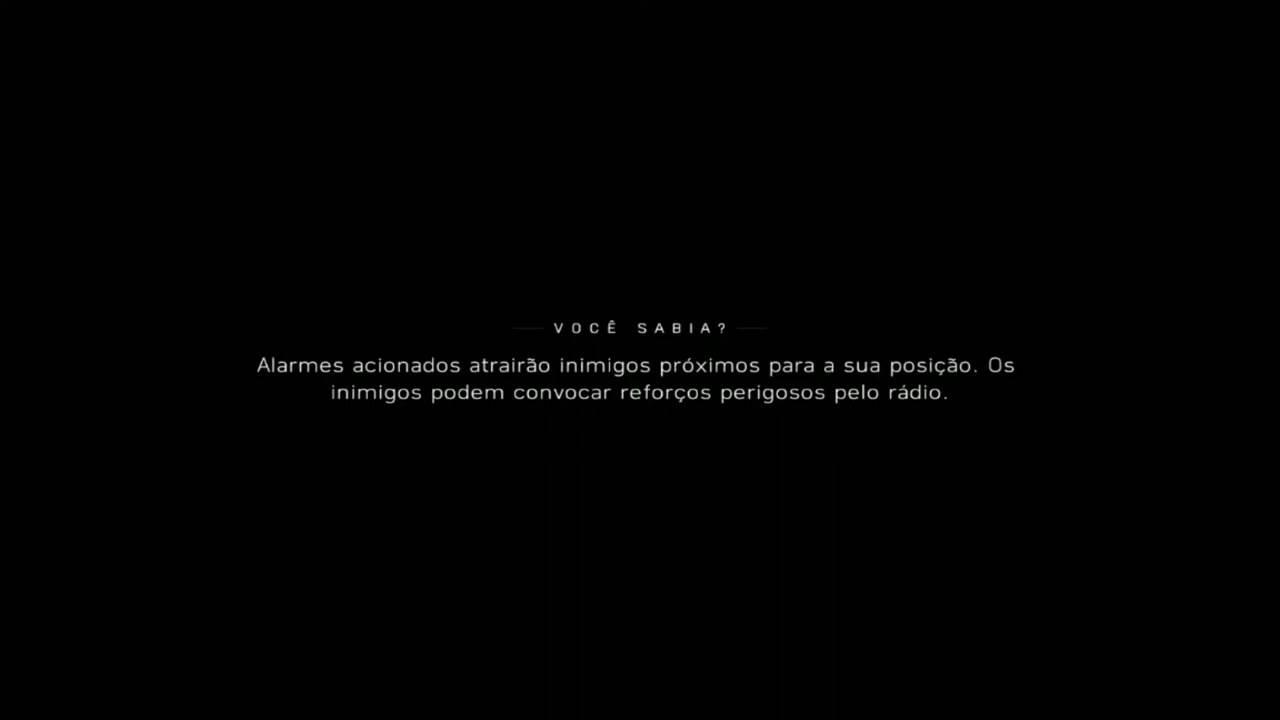 VOCÊ SABIA?
Alarmes acionados atrairão inimigos próximos para a sua posição. Os
inimigos podem convocar reforços perigosos pelo rádio.